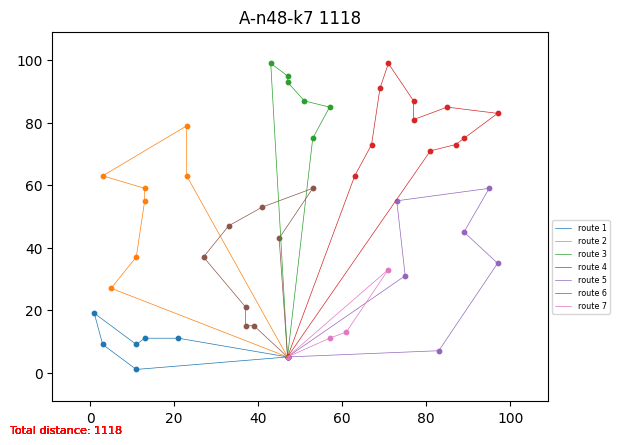 A-n48-k7 1118
100
80
60
40
20
0
0 20 40 60 80 100
route 1
route 2
route 3
route 4
route 5
route 6
route 7
Total distance: 1118